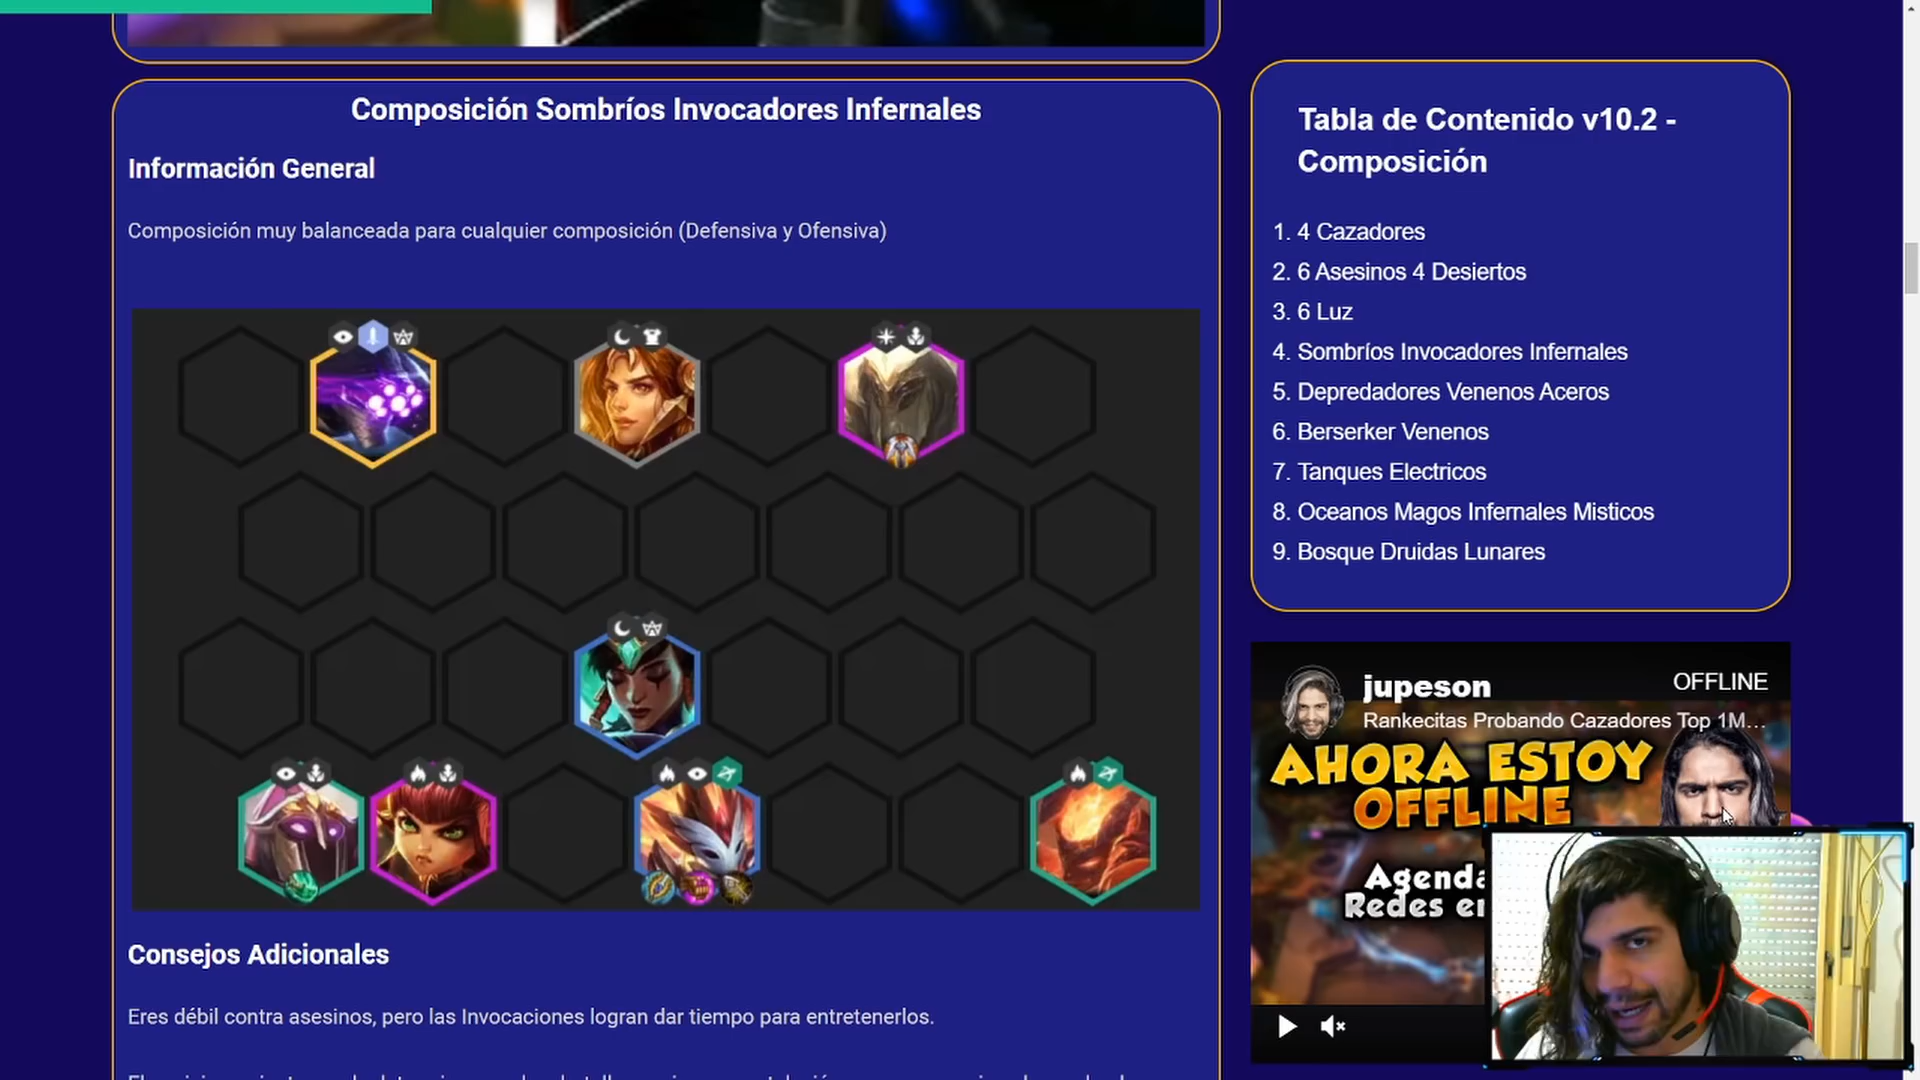 Composición Sombríos Invocadores Infernales
Información General
Composición muy balanceada para cualquier composición (Defensiva y Ofensiva)
Consejos Adicionales
Eres débil contra asesinos, pero las Invocaciones logran dar tiempo para entretenerlos.
Tabla de Contenido v10.2 -
Composición
1. 4 Cazadores
2. 6 Asesinos 4 Desiertos
3. 6 Luz
4. Sombríos Invocadores Infernales
5. Depredadores Venenos Aceros
6. Berserker Venenos
7. Tanques Electricos
8. Oceanos Magos Infernales Misticos
9. Bosque Druidas Lunares
jupeson
OFFLINE
Rankecitas Probando Cazadores Top 1M...
AHORA ESTOY
OFFLINE
Agenda
Redes en